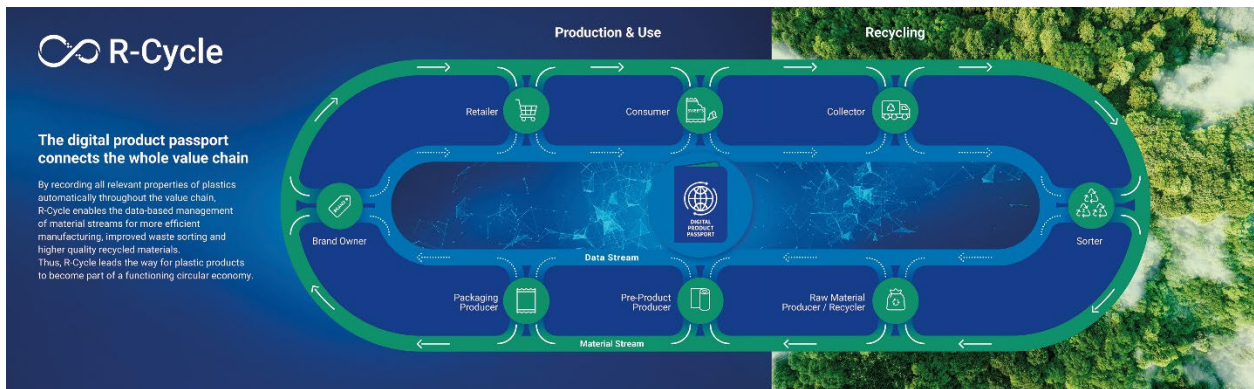 R-Cycle
Production & Use
Recycling
The digital product passport
connects the whole value chain
By recording all relevant properties of plastics
automatically throughout the value chain,
R-Cycle enables the data-based management
of material streams for more efficient
manufacturing, improved waste sorting and
higher quality recycled materials.
Thus, R-Cycle leads the way for plastic products
to become part of a functioning circular economy.
Retailer
Consumer
SWEETS
Collector
BRAND
Brand Owner
DIGITAL
PRODUCT
PASSPORT
Sorter
Data Stream
Packaging
Producer
Pre-Product
Producer
Raw Material
Producer / Recycler
Material Stream